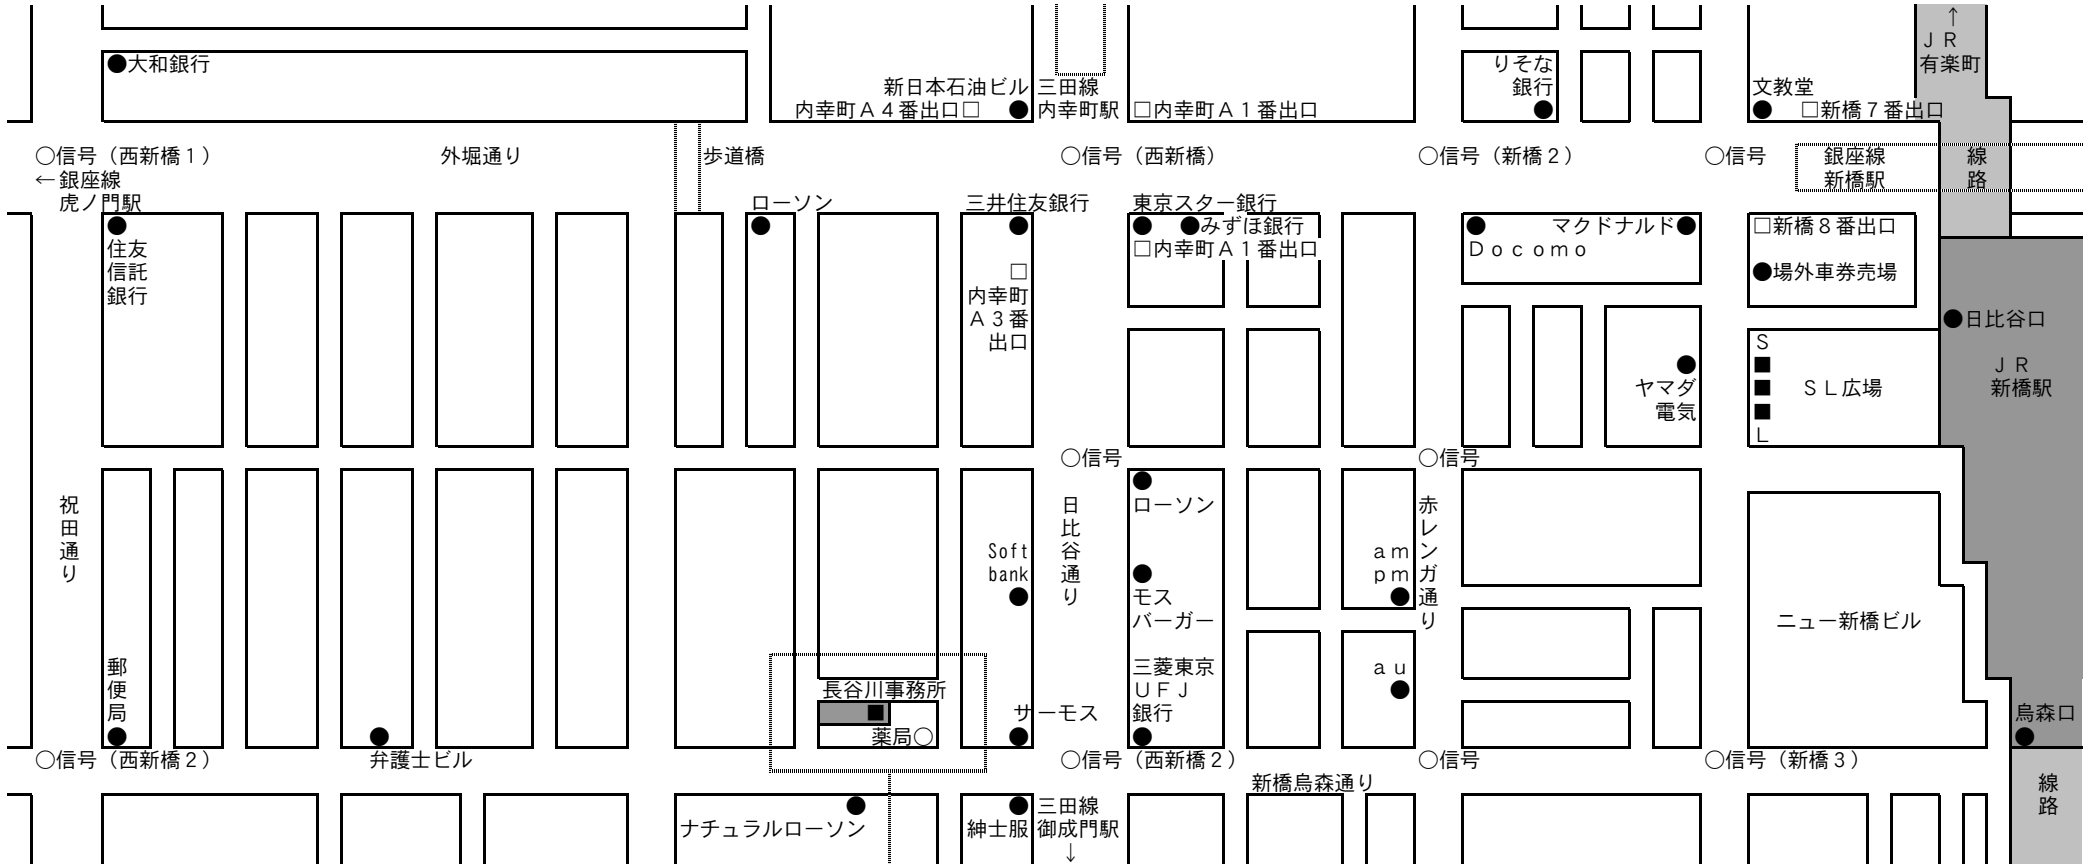 ↑
ＪＲ
有楽町
●大和銀行
りそな
銀行
●
新日本石油ビル
内幸町Ａ４番出口□ ●
三田線
内幸町駅
□内幸町Ａ１番出口
文教堂
● □新橋７番出口
○信号（西新橋１）
←銀座線
虎ノ門駅
外堀通り
歩道橋
○信号（西新橋）
○信号（新橋２）
○信号
銀座線
新橋駅
線
路
●
住友
信託
銀行
ローソン
●
三井住友銀行
●
□
内幸町
Ａ３番
出口
東京スター銀行
● ●みずほ銀行
□内幸町Ａ１番出口
● マクドナルド●
Ｄｏｃｏｍｏ
□新橋８番出口
●場外車券売場
●日比谷口
●
ヤマダ
電気
Ｓ
■
■
■
Ｌ
ＳＬ広場
ＪＲ
新橋駅
○信号
○信号
祝田通り
Soft
bank
●
日比谷通り
●
ローソン
●
モス
バーガー
ａｍ
ｐｍ
●
赤レンガ通り
ニュー新橋ビル
郵便局
●
●
弁護士ビル
長谷川事務所
■
薬局○
サーモス
●
三菱東京
ＵＦＪ
銀行
●
ａｕ
●
烏森口
●
○信号（西新橋２）
○信号（西新橋２）
○信号
○信号（新橋３）
新橋烏森通り
●
ナチュラルローソン
●
紳士服
三田線
御成門駅
↓
線
路